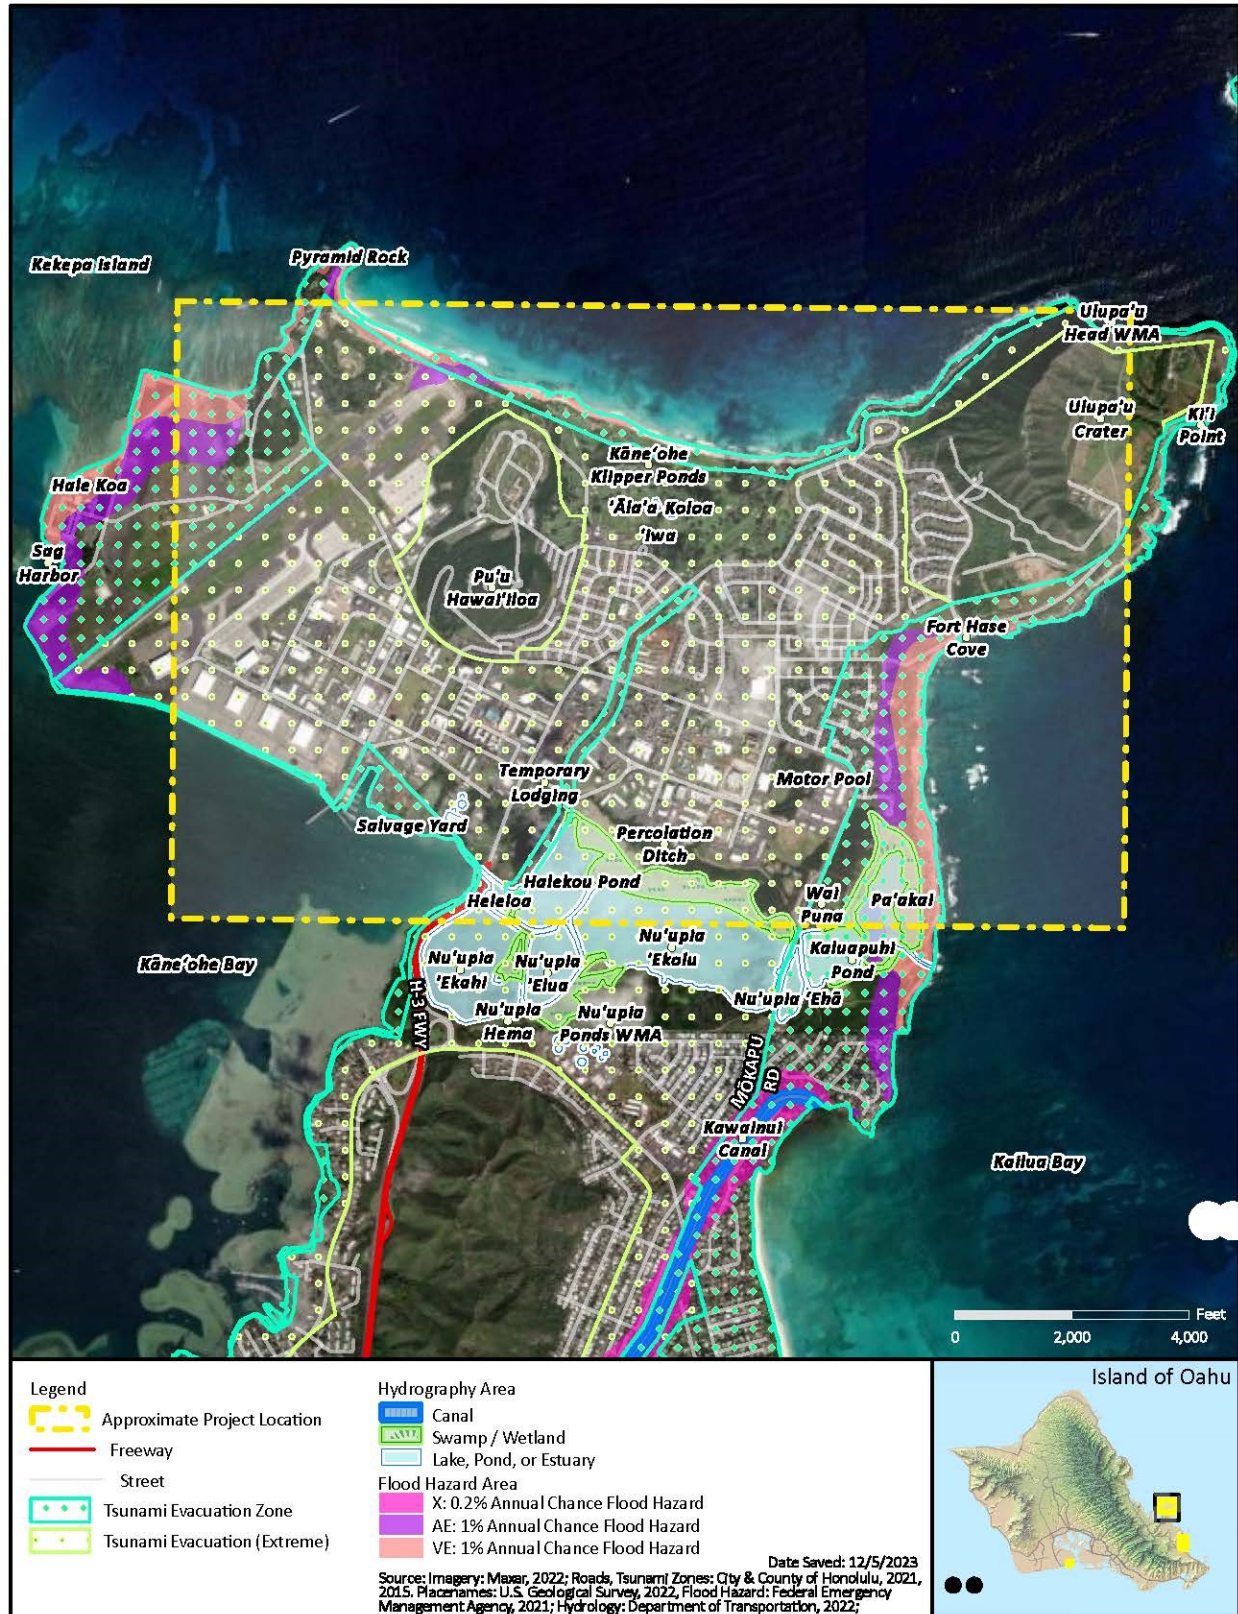 Pyramid Rock
Kekepa Island
Ulupa'u
Head WMA
Ulupa'u
Crater
Ki'i
Point
Kāne'ohe
Klipper Ponds
'Āla'a Koloa
'Iwa
Hale Koa
Sag
Harbor
Pu'u
Hawai'iloa
Fort Hase
Cove
Temporary
Lodging
Motor Pool
Salvage Yard
Percolation
Ditch
Halekou Pond
Heleloa
Wai
Puna
Pa'akai
Kāne'ohe Bay
Nu'upia
'Ekahi
Nu'upia
'Elua
Nu'upia
'Ekolu
Kaluapuhi
Pond
Nu'upia 'Ehā
Nu'upia
Hema
Nu'upia
Ponds WMA
H-3 FWY
MŌKAPU
RD
Kawainui
Canal
Kailua Bay
Feet
0 2,000 4,000
Legend
Approximate Project Location
Freeway
Street
Tsunami Evacuation Zone
Tsunami Evacuation (Extreme)
Hydrography Area
Canal
Swamp / Wetland
Lake, Pond, or Estuary
Flood Hazard Area
X: 0.2% Annual Chance Flood Hazard
AE: 1% Annual Chance Flood Hazard
VE: 1% Annual Chance Flood Hazard
Date Saved: 12/5/2023
Source: Imagery: Maxar, 2022; Roads, Tsunami Zones: City & County of Honolulu, 2021,
2015. Placenames: U.S. Geological Survey, 2022, Flood Hazard: Federal Emergency
Management Agency, 2021; Hydrology: Department of Transportation, 2022;
Island of Oahu